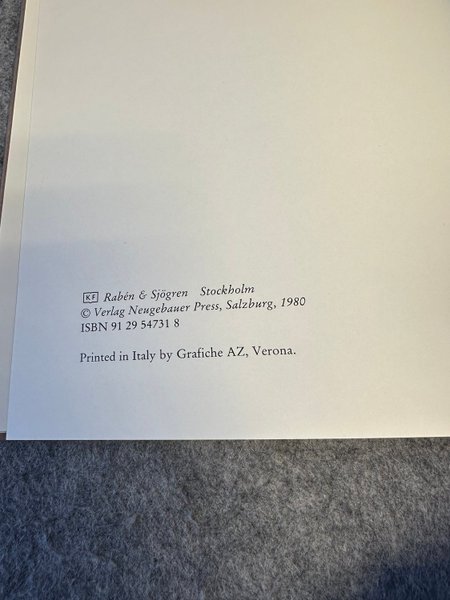 KF Rabén & Sjögren Stockholm
© Verlag Neugebauer Press, Salzburg, 1980
ISBN 91 29 54731 8
Printed in Italy by Grafiche AZ, Verona.